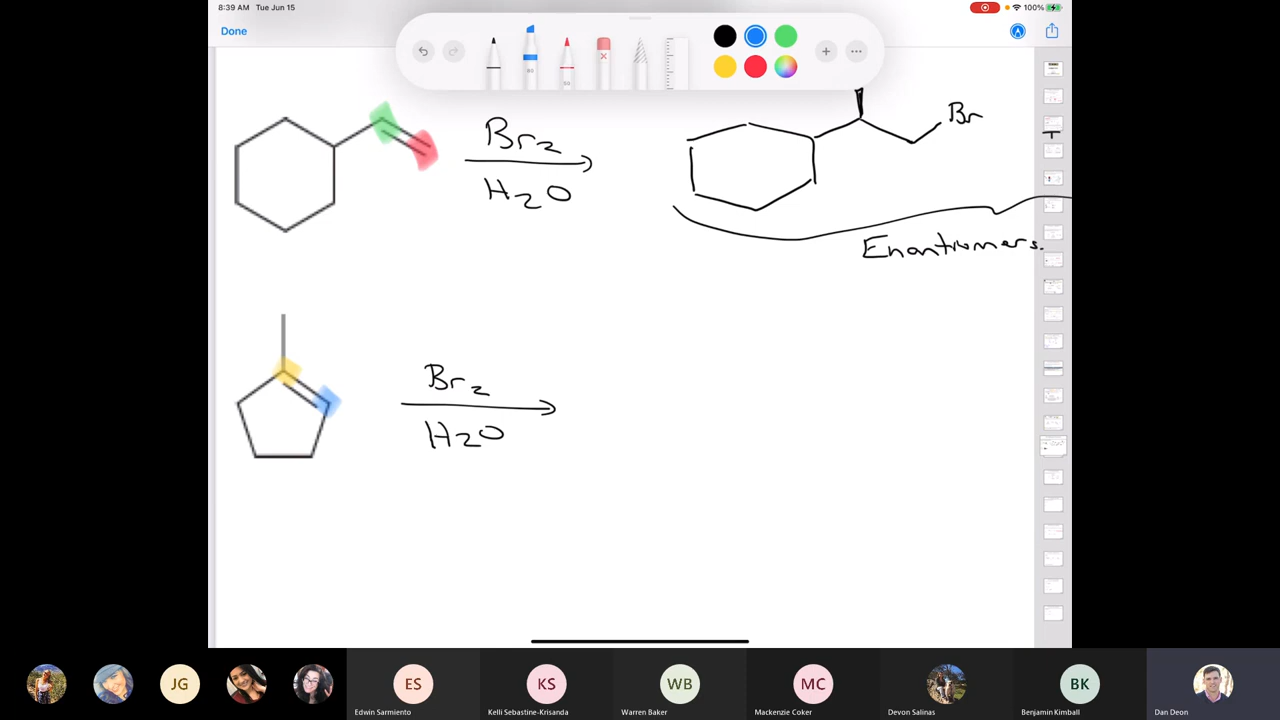 8:39 AM Tue Jun 15
100%
Done
Br2
H2O
Br
Enantiomers.
Br2
H2O
JG
ES
KS
WB
MC
BK
Edwin Sarmiento
Kelli Sebastine-Krisanda
Warren Baker
Mackenzie Coker
Devon Salinas
Benjamin Kimball
Dan Deon